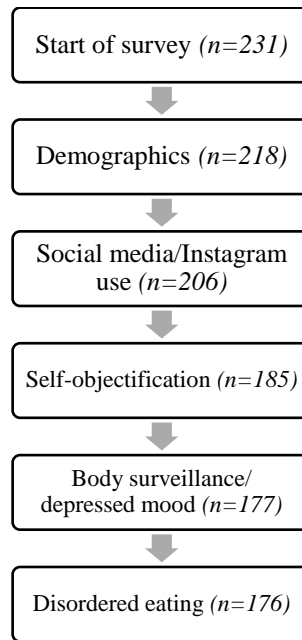 Start of survey (n=231)
Demographics (n=218)
Social media/Instagram
use (n=206)
Self-objectification (n=185)
Body surveillance/
depressed mood (n=177)
Disordered eating (n=176)